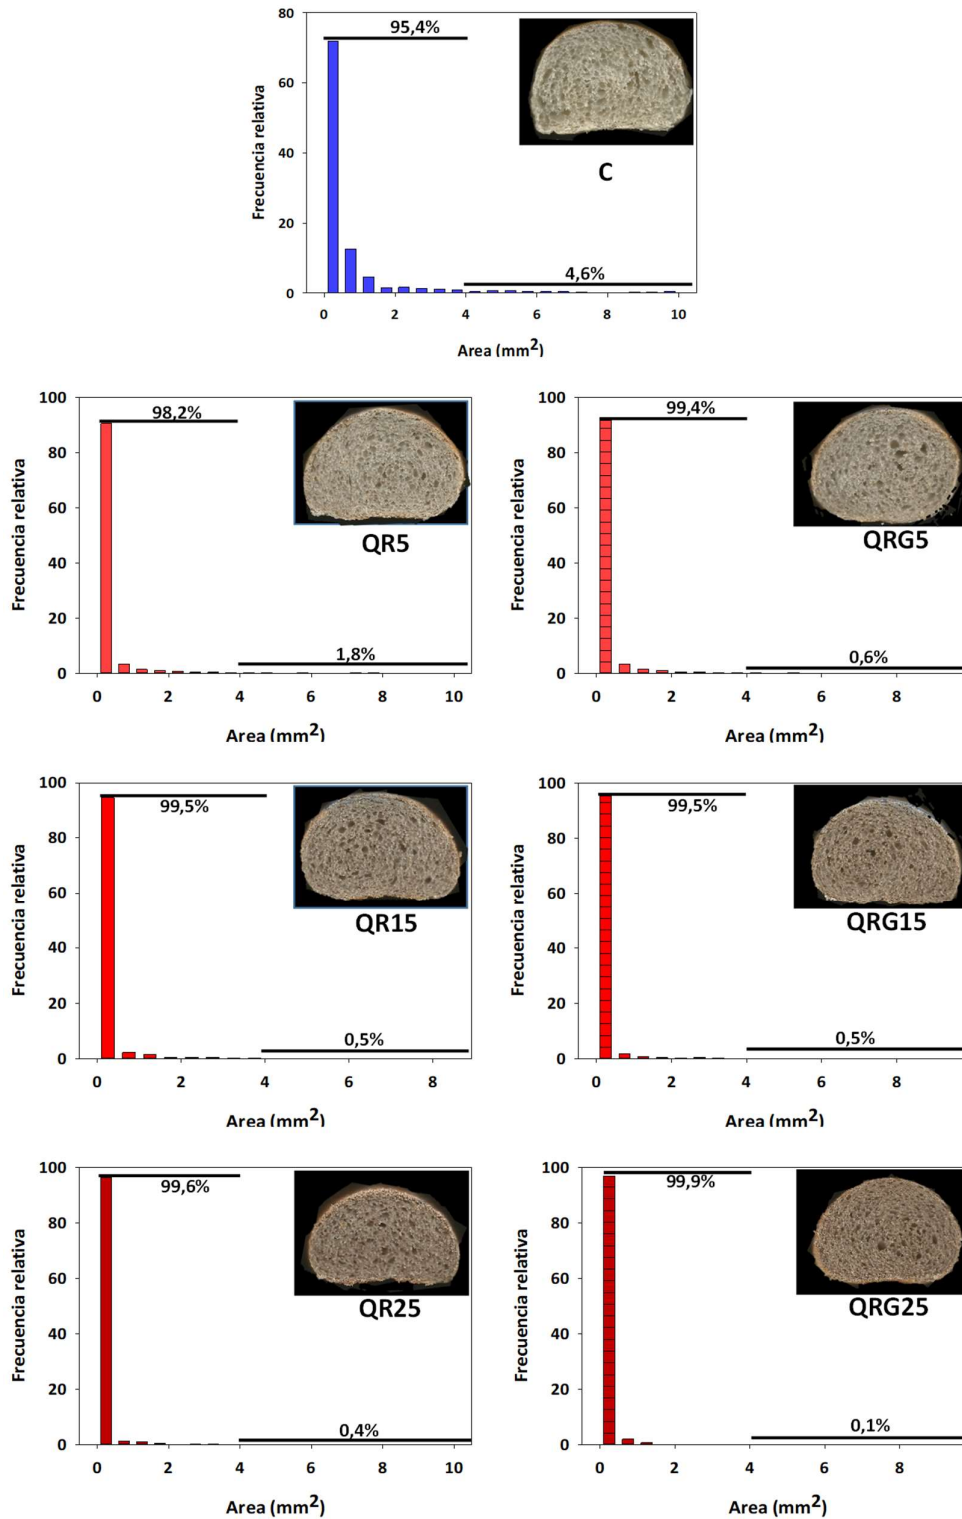 80
60
40
20
0
Frecuencia relativa
95,4%
4,6%
C
0 2 4 6 8 10
Area (mm2)
100
80
60
40
20
0
Frecuencia relativa
98,2%
1,8%
QR5
0 2 4 6 8 10
Area (mm2)
100
80
60
40
20
0
Frecuencia relativa
99,4%
0,6%
QRG5
0 2 4 6 8
Area (mm2)
100
80
60
40
20
0
Frecuencia relativa
99,5%
0,5%
QR15
0 2 4 6 8
Area (mm2)
100
80
60
40
20
0
Frecuencia relativa
99,5%
0,5%
QRG15
0 2 4 6 8
Area (mm2)
100
80
60
40
20
0
Frecuencia relativa
99,6%
0,4%
QR25
0 2 4 6 8 10
Area (mm2)
100
80
60
40
20
0
Frecuencia relativa
99,9%
0,1%
QRG25
0 2 4 6 8
Area (mm2)